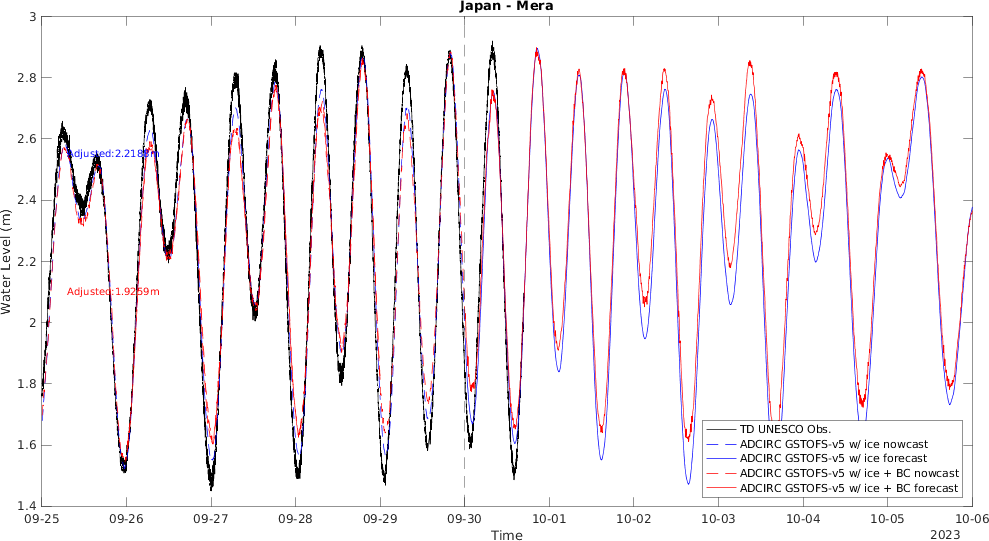 Japan - Mera
3
2.8
2.6
2.4
2.2
2
1.8
1.6
1.4
Water Level (m)
Adjusted:2.2188m
Adjusted:1.9259m
TD UNESCO Obs.
ADCIRC GSTOFS-v5 w/ ice nowcast
ADCIRC GSTOFS-v5 w/ ice forecast
ADCIRC GSTOFS-v5 w/ ice + BC nowcast
ADCIRC GSTOFS-v5 w/ ice + BC forecast
09-25 09-26 09-27 09-28 09-29 09-30 10-01 10-02 10-03 10-04 10-05 10-06
Time
2023